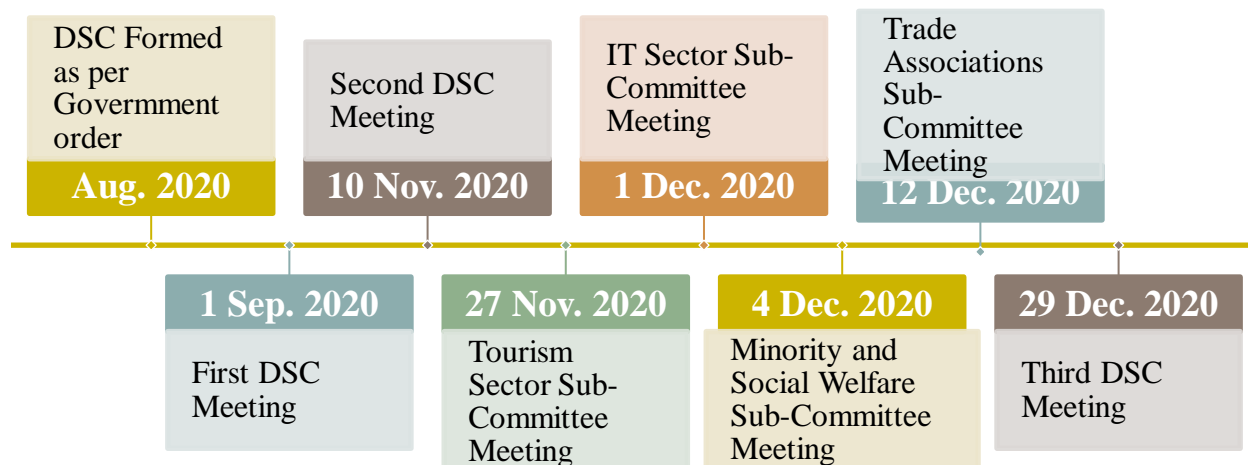 DSC Formed
as per
Govermment
order
Aug. 2020
1 Sep. 2020
First DSC
Meeting
Second DSC
Meeting
10 Nov. 2020
27 Nov. 2020
Tourism
Sector Sub-
Committee
Meeting
IT Sector Sub-
Committee
Meeting
1 Dec. 2020
4 Dec. 2020
Minority and
Social Welfare
Sub-Committee
Meeting
Trade
Associations
Sub-
Committee
Meeting
12 Dec. 2020
29 Dec. 2020
Third DSC
Meeting